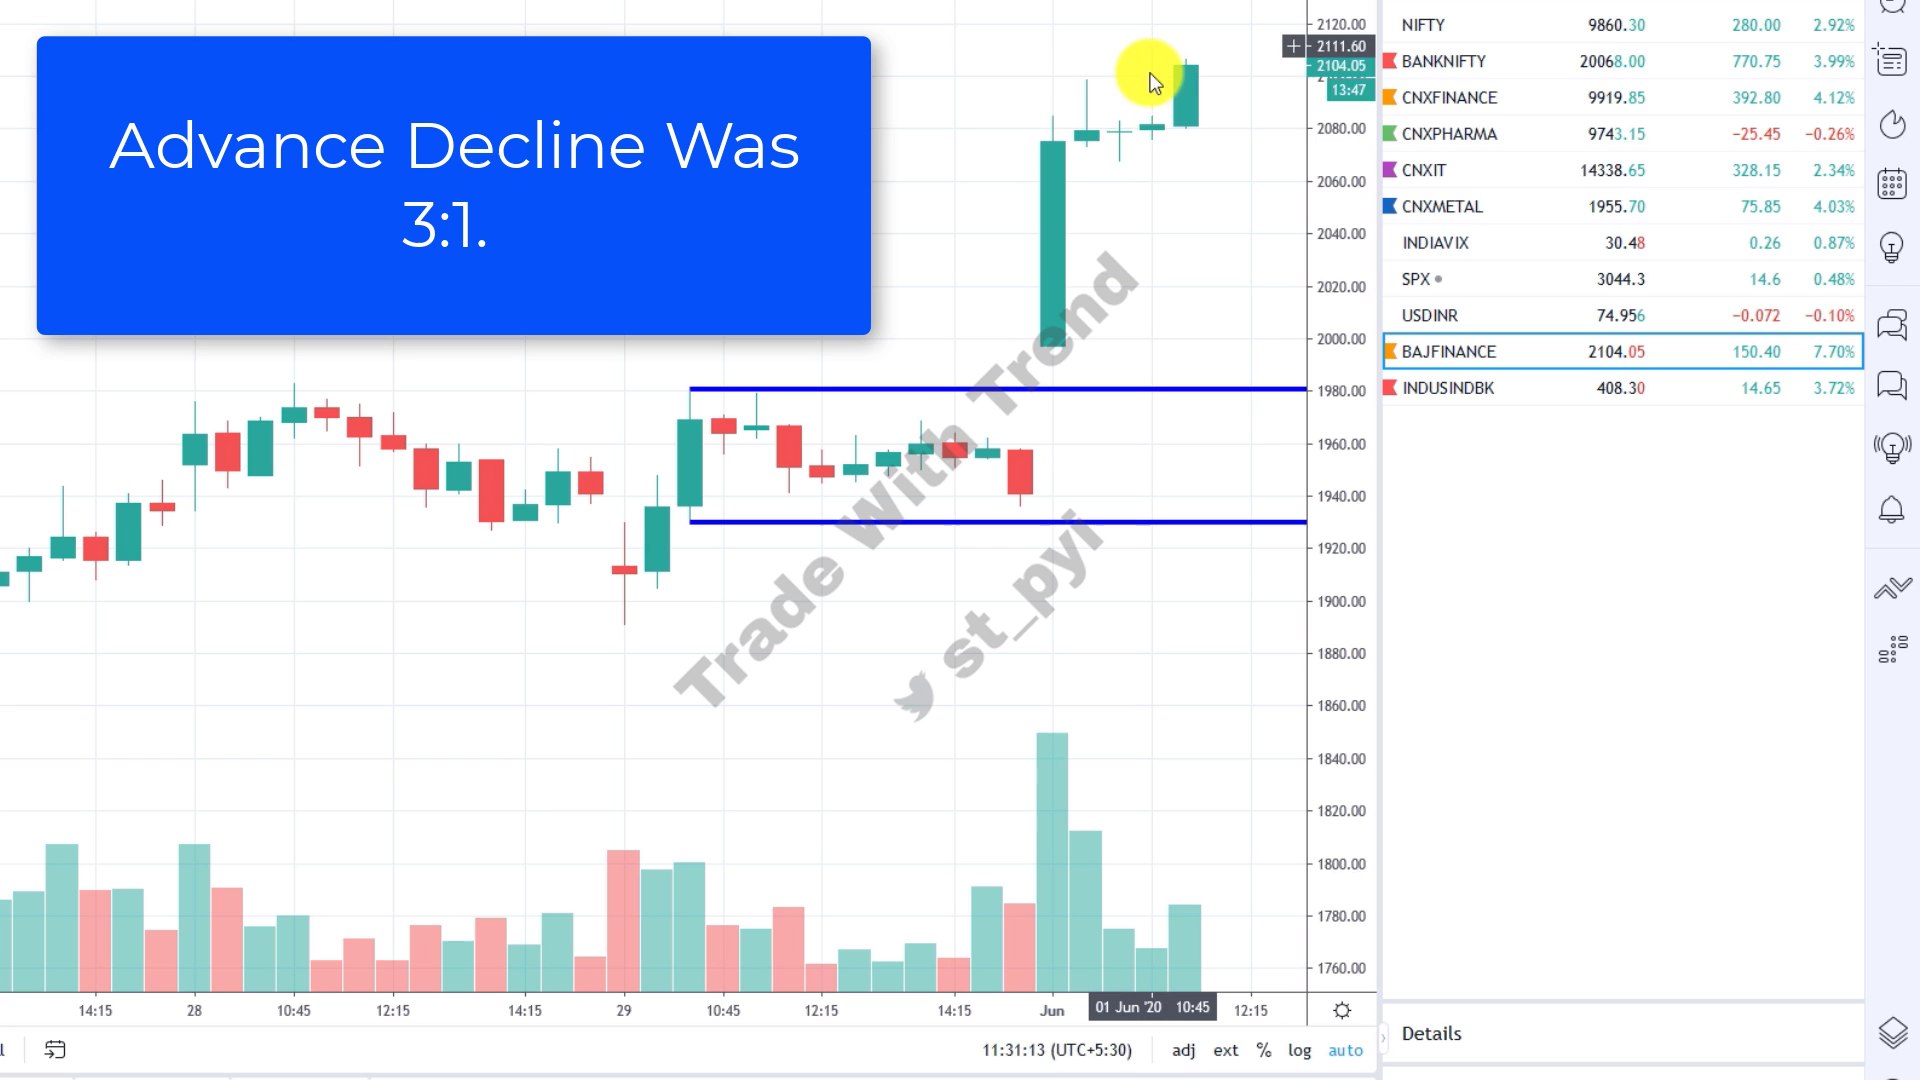 Advance Decline Was
3:1.
Trade With Trend
st_pyi
2120.00
2111.60
2104.05
13:47
2080.00
2060.00
2040.00
2020.00
2000.00
1980.00
1960.00
1940.00
1920.00
1900.00
1880.00
1860.00
1840.00
1820.00
1800.00
1780.00
1760.00
14:15 28 10:45 12:15 14:15 29 10:45 12:15 14:15 Jun 01 Jun '20 10:45 12:15
11:31:13 (UTC+5:30) adj ext % log auto
NIFTY 9860.30 280.00 2.92%
BANKNIFTY 20068.00 770.75 3.99%
CNXFINANCE 9919.85 392.80 4.12%
CNXPHARMA 9743.15 −25.45 −0.26%
CNXIT 14338.65 328.15 2.34%
CNXMETAL 1955.70 75.85 4.03%
INDIAVIX 30.48 0.26 0.87%
SPX 3044.3 14.6 0.48%
USDINR 74.956 −0.072 −0.10%
BAJFINANCE 2104.05 150.40 7.70%
INDUSINDBK 408.30 14.65 3.72%
Details